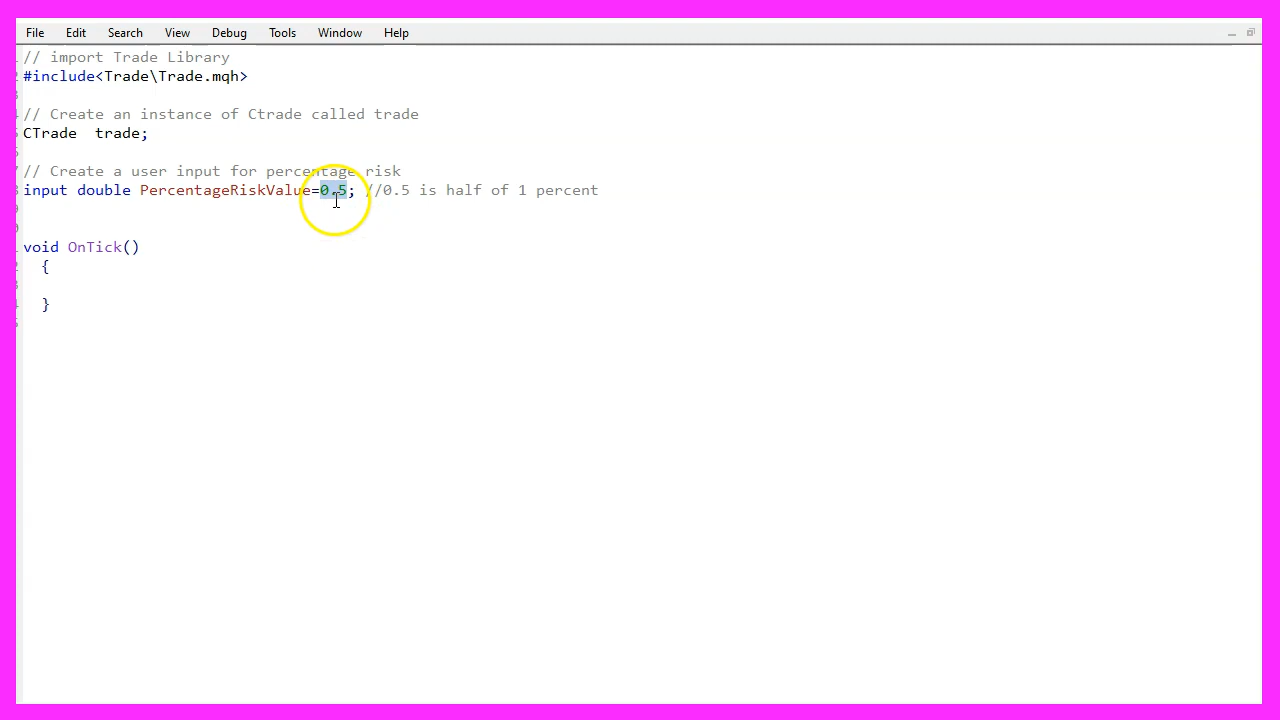 File Edit Search View Debug Tools Window Help
// import Trade Library
#include<Trade\Trade.mqh>
// Create an instance of Ctrade called trade
CTrade  trade;
// Create a user input for percentage risk
input double PercentageRiskValue=0.5; //0.5 is half of 1 percent
void OnTick()
{
}